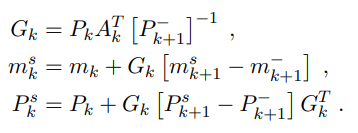 G_k = P_k A_k^T [P_{k+1}^-]^{-1} ,
m_k^s = m_k + G_k [m_{k+1}^s − m_{k+1}^-] ,
P_k^s = P_k + G_k [P_{k+1}^s − P_{k+1}^-] G_k^T .